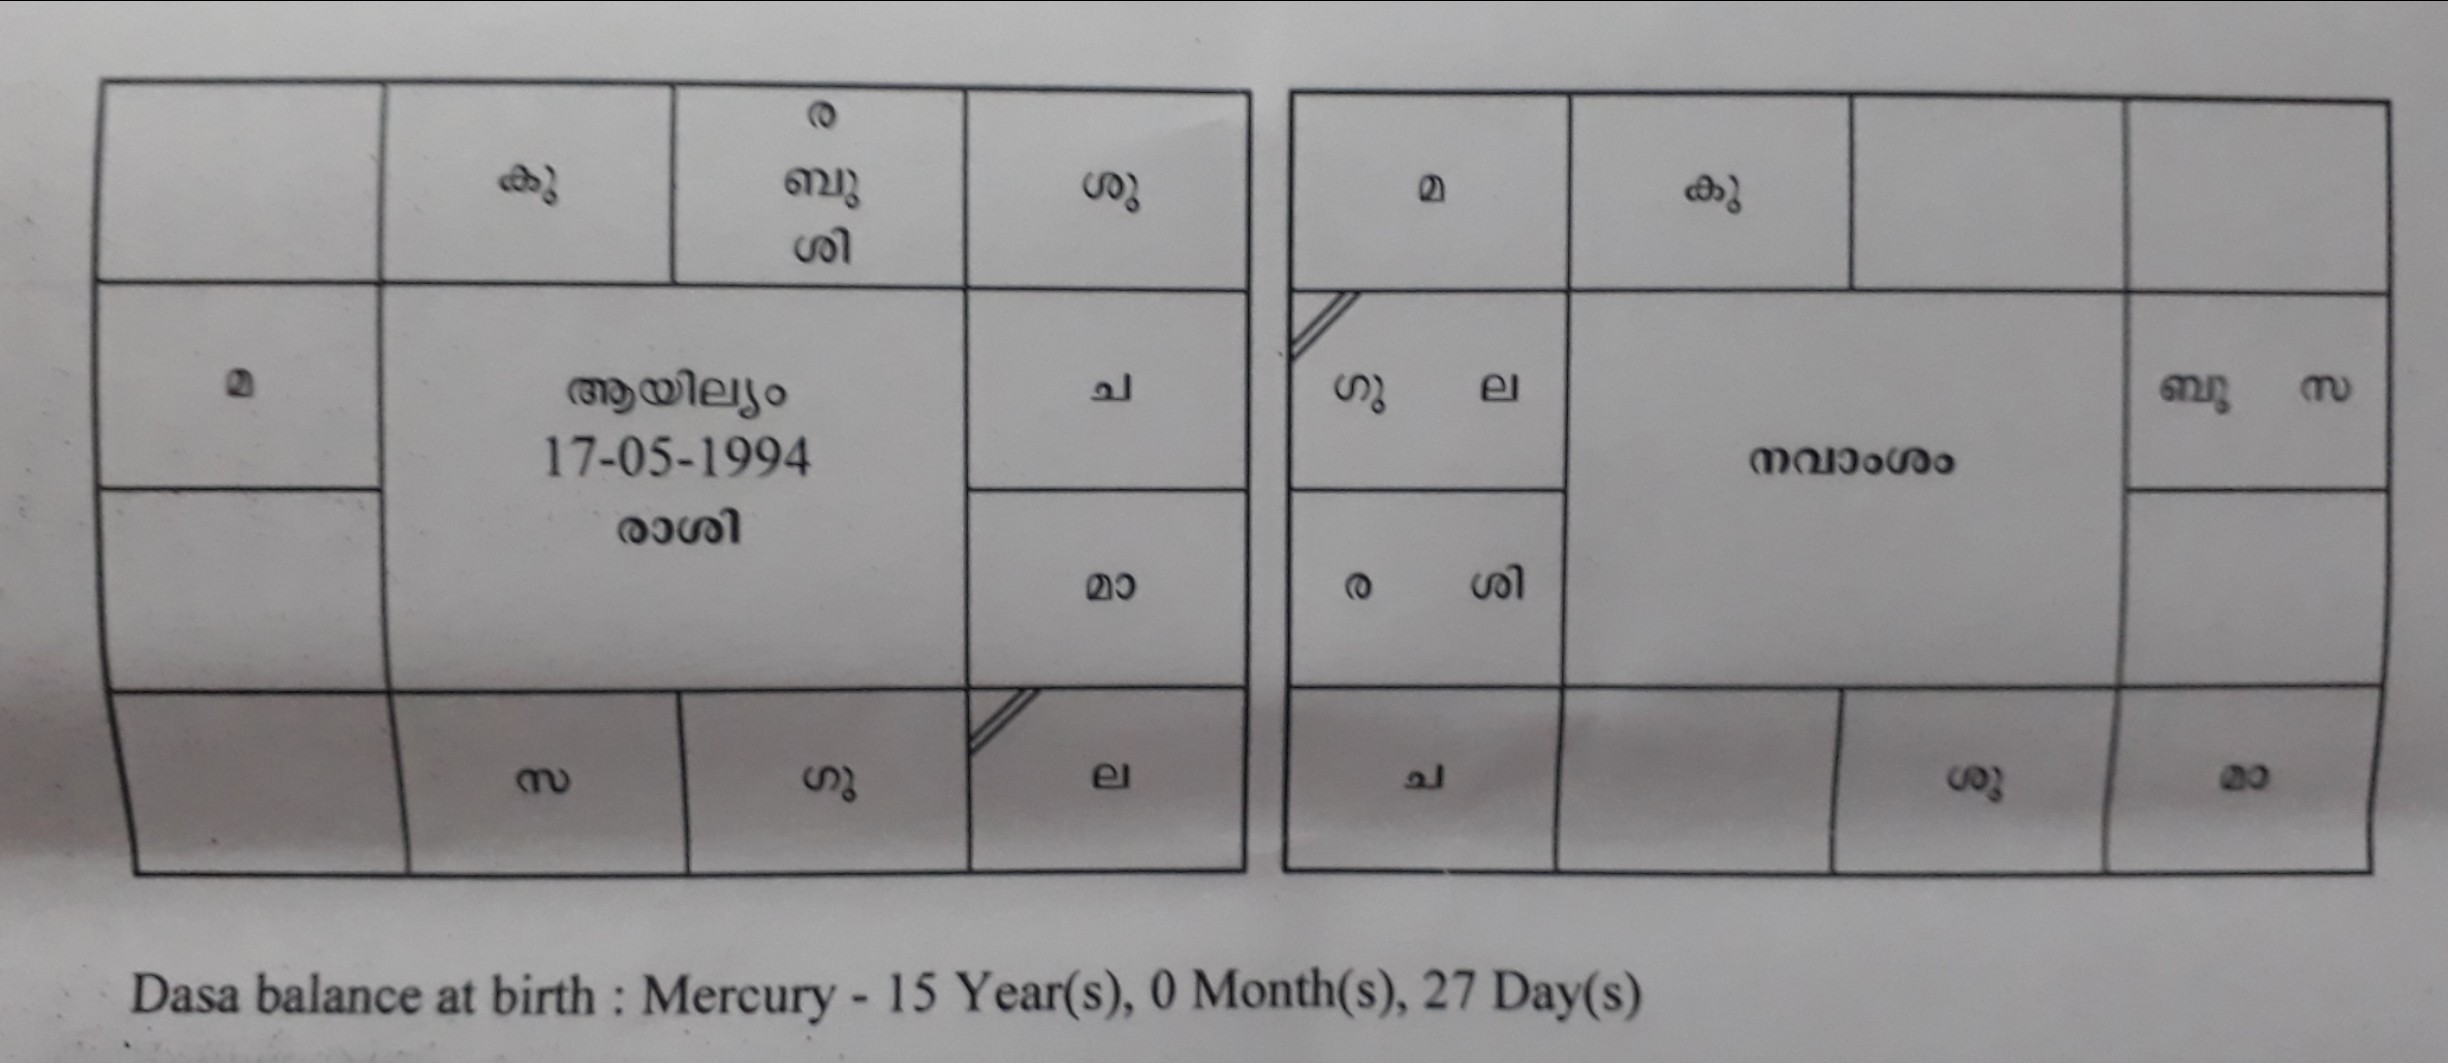 കു
ര
ബു
ശി
ശു
മ
ആയില്യം
17-05-1994
രാശി
ച
മാ
സ
ഗു
ല
മ
കു
ഗു ല
നവാംശം
ബു സ
ര ശി
ച
ശു
മാ
Dasa balance at birth : Mercury - 15 Year(s), 0 Month(s), 27 Day(s)